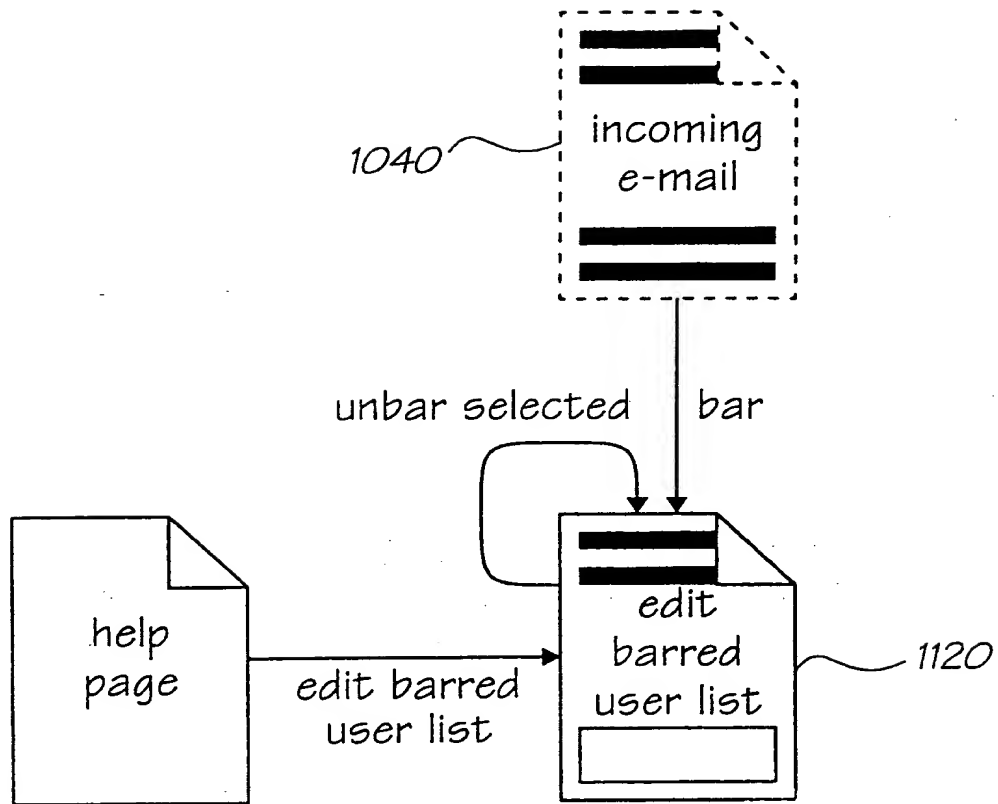 incoming
e-mail
1040
unbar selected
bar
help
page
edit barred
user list
edit
barred
user list
1120